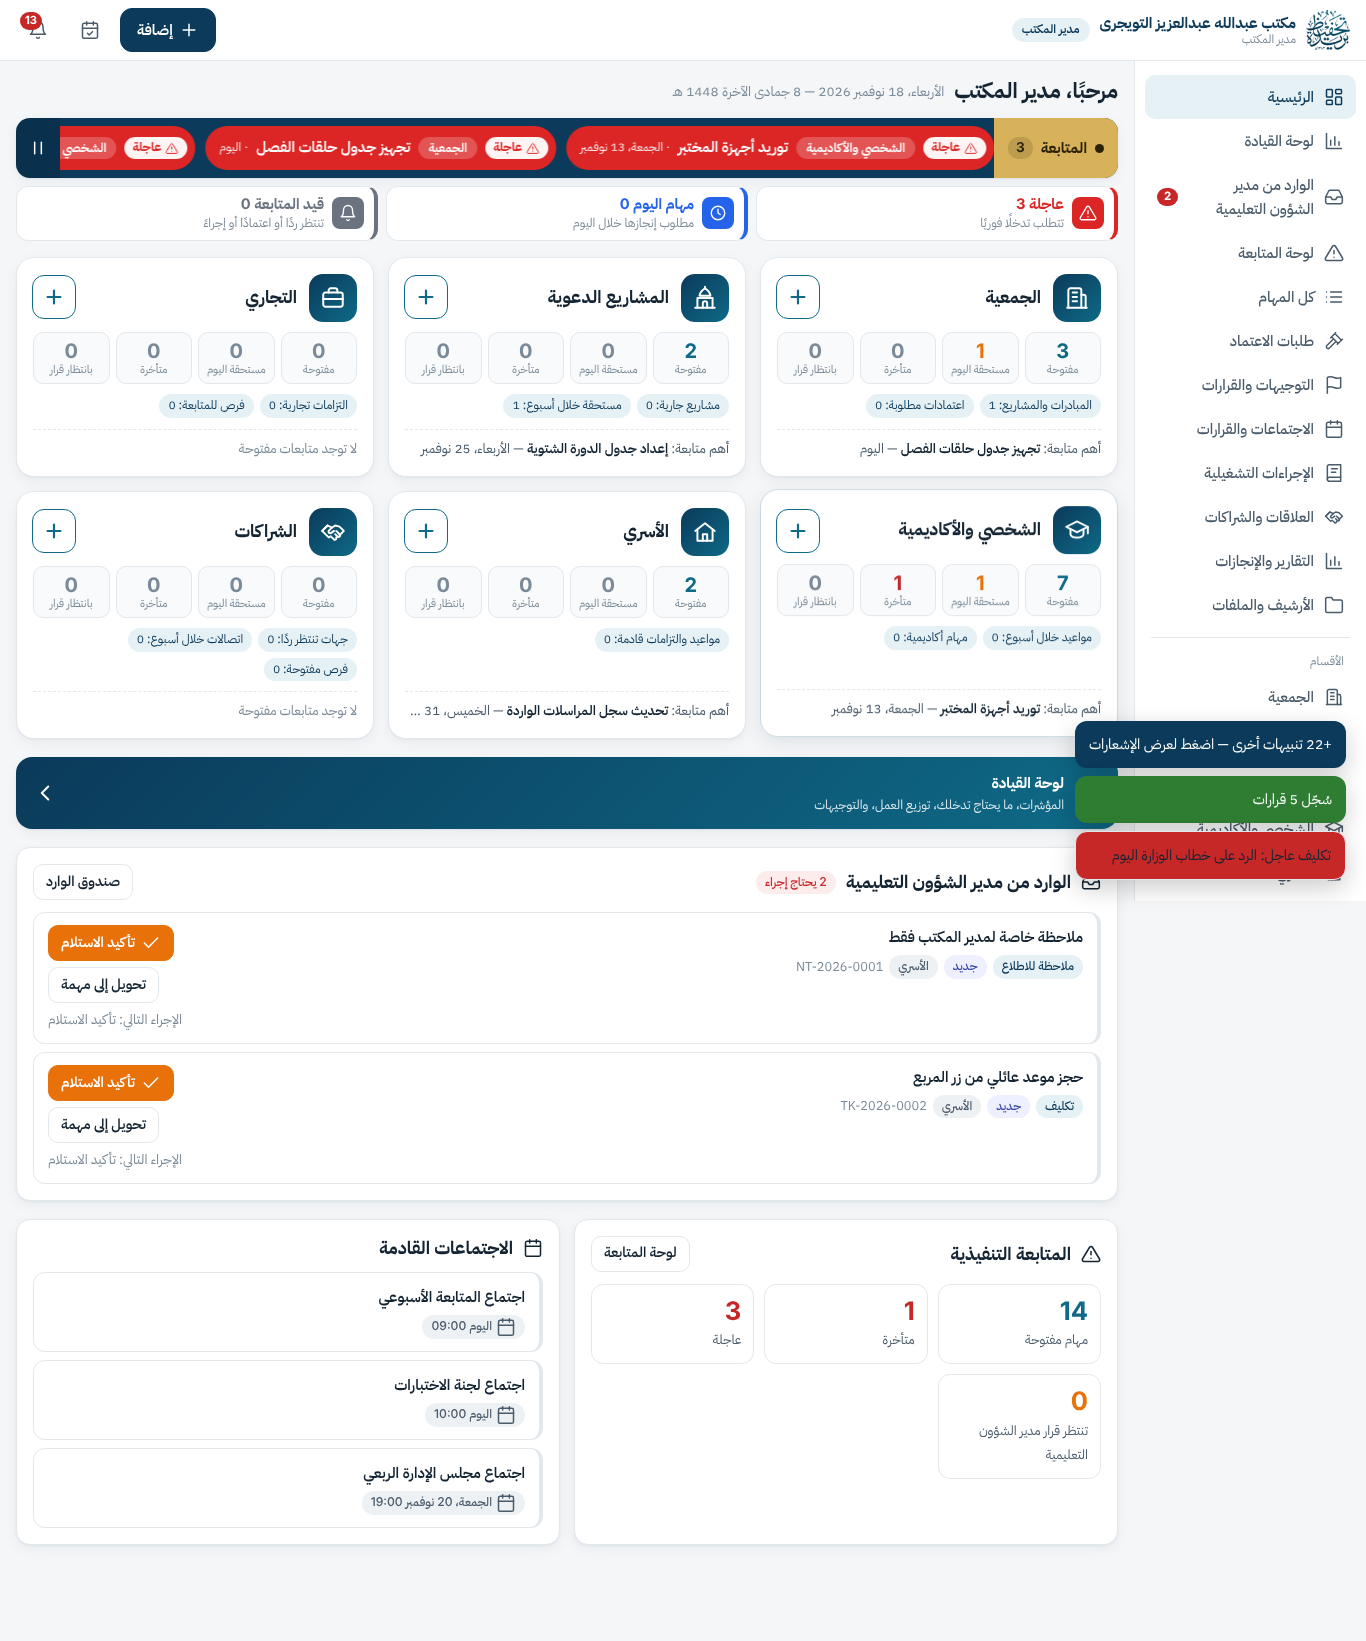 مكتب عبدالله عبدالعزيز التويجري
مدير المكتب
مدير المكتب
إضافة
13
الرئيسية
لوحة القيادة
الوارد من مدير الشؤون التعليمية
2
لوحة المتابعة
كل المهام
طلبات الاعتماد
التوجيهات والقرارات
الاجتماعات والقرارات
الإجراءات التشغيلية
العلاقات والشراكات
التقارير والإنجازات
الأرشيف والملفات
الأقسام
الجمعية
+22 تنبيهات أخرى — اضغط لعرض الإشعارات
سُجّل 5 قرارات
الشخصي والأكاديمية
تكليف عاجل: الرد على خطاب الوزارة اليوم
مرحبًا، مدير المكتب
الأربعاء، 18 نوفمبر 2026 — 8 جمادى الآخرة 1448 هـ
المتابعة 3
عاجلة الشخصي والأكاديمية توريد أجهزة المختبر · الجمعة، 13 نوفمبر
عاجلة الجمعية تجهيز جدول حلقات الفصل · اليوم
عاجلة الشخصي
عاجلة 3
تتطلب تدخلًا فوريًا
مهام اليوم 0
مطلوب إنجازها خلال اليوم
قيد المتابعة 0
تنتظر ردًا أو اعتمادًا أو إجراءً
الجمعية
3 مفتوحة
1 مستحقة اليوم
0 متأخرة
0 بانتظار قرار
المبادرات والمشاريع: 1
اعتمادات مطلوبة: 0
أهم متابعة: تجهيز جدول حلقات الفصل — اليوم
المشاريع الدعوية
2 مفتوحة
0 مستحقة اليوم
0 متأخرة
0 بانتظار قرار
مشاريع جارية: 0
مستحقة خلال أسبوع: 1
أهم متابعة: إعداد جدول الدورة الشتوية — الأربعاء، 25 نوفمبر
التجاري
0 مفتوحة
0 مستحقة اليوم
0 متأخرة
0 بانتظار قرار
التزامات تجارية: 0
فرص للمتابعة: 0
لا توجد متابعات مفتوحة
الشخصي والأكاديمية
7 مفتوحة
1 مستحقة اليوم
1 متأخرة
0 بانتظار قرار
مواعيد خلال أسبوع: 0
مهام أكاديمية: 0
أهم متابعة: توريد أجهزة المختبر — الجمعة، 13 نوفمبر
الأسري
2 مفتوحة
0 مستحقة اليوم
0 متأخرة
0 بانتظار قرار
مواعيد والتزامات قادمة: 0
أهم متابعة: تحديث سجل المراسلات الواردة — الخميس، 31 ...
الشراكات
0 مفتوحة
0 مستحقة اليوم
0 متأخرة
0 بانتظار قرار
جهات تنتظر ردًا: 0
اتصالات خلال أسبوع: 0
فرص مفتوحة: 0
لا توجد متابعات مفتوحة
لوحة القيادة
المؤشرات، ما يحتاج تدخلك، توزيع العمل، والتوجيهات
الوارد من مدير الشؤون التعليمية
2 يحتاج إجراء
صندوق الوارد
ملاحظة خاصة لمدير المكتب فقط
ملاحظة للاطلاع جديد الأسري NT-2026-0001
تأكيد الاستلام
تحويل إلى مهمة
الإجراء التالي: تأكيد الاستلام
حجز موعد عائلي من زر المربع
تكليف جديد الأسري TK-2026-0002
تأكيد الاستلام
تحويل إلى مهمة
الإجراء التالي: تأكيد الاستلام
المتابعة التنفيذية
لوحة المتابعة
14
مهام مفتوحة
1
متأخرة
3
عاجلة
0
تنتظر قرار مدير الشؤون التعليمية
الاجتماعات القادمة
اجتماع المتابعة الأسبوعي
اليوم 09:00
اجتماع لجنة الاختبارات
اليوم 10:00
اجتماع مجلس الإدارة الربعي
الجمعة، 20 نوفمبر 19:00